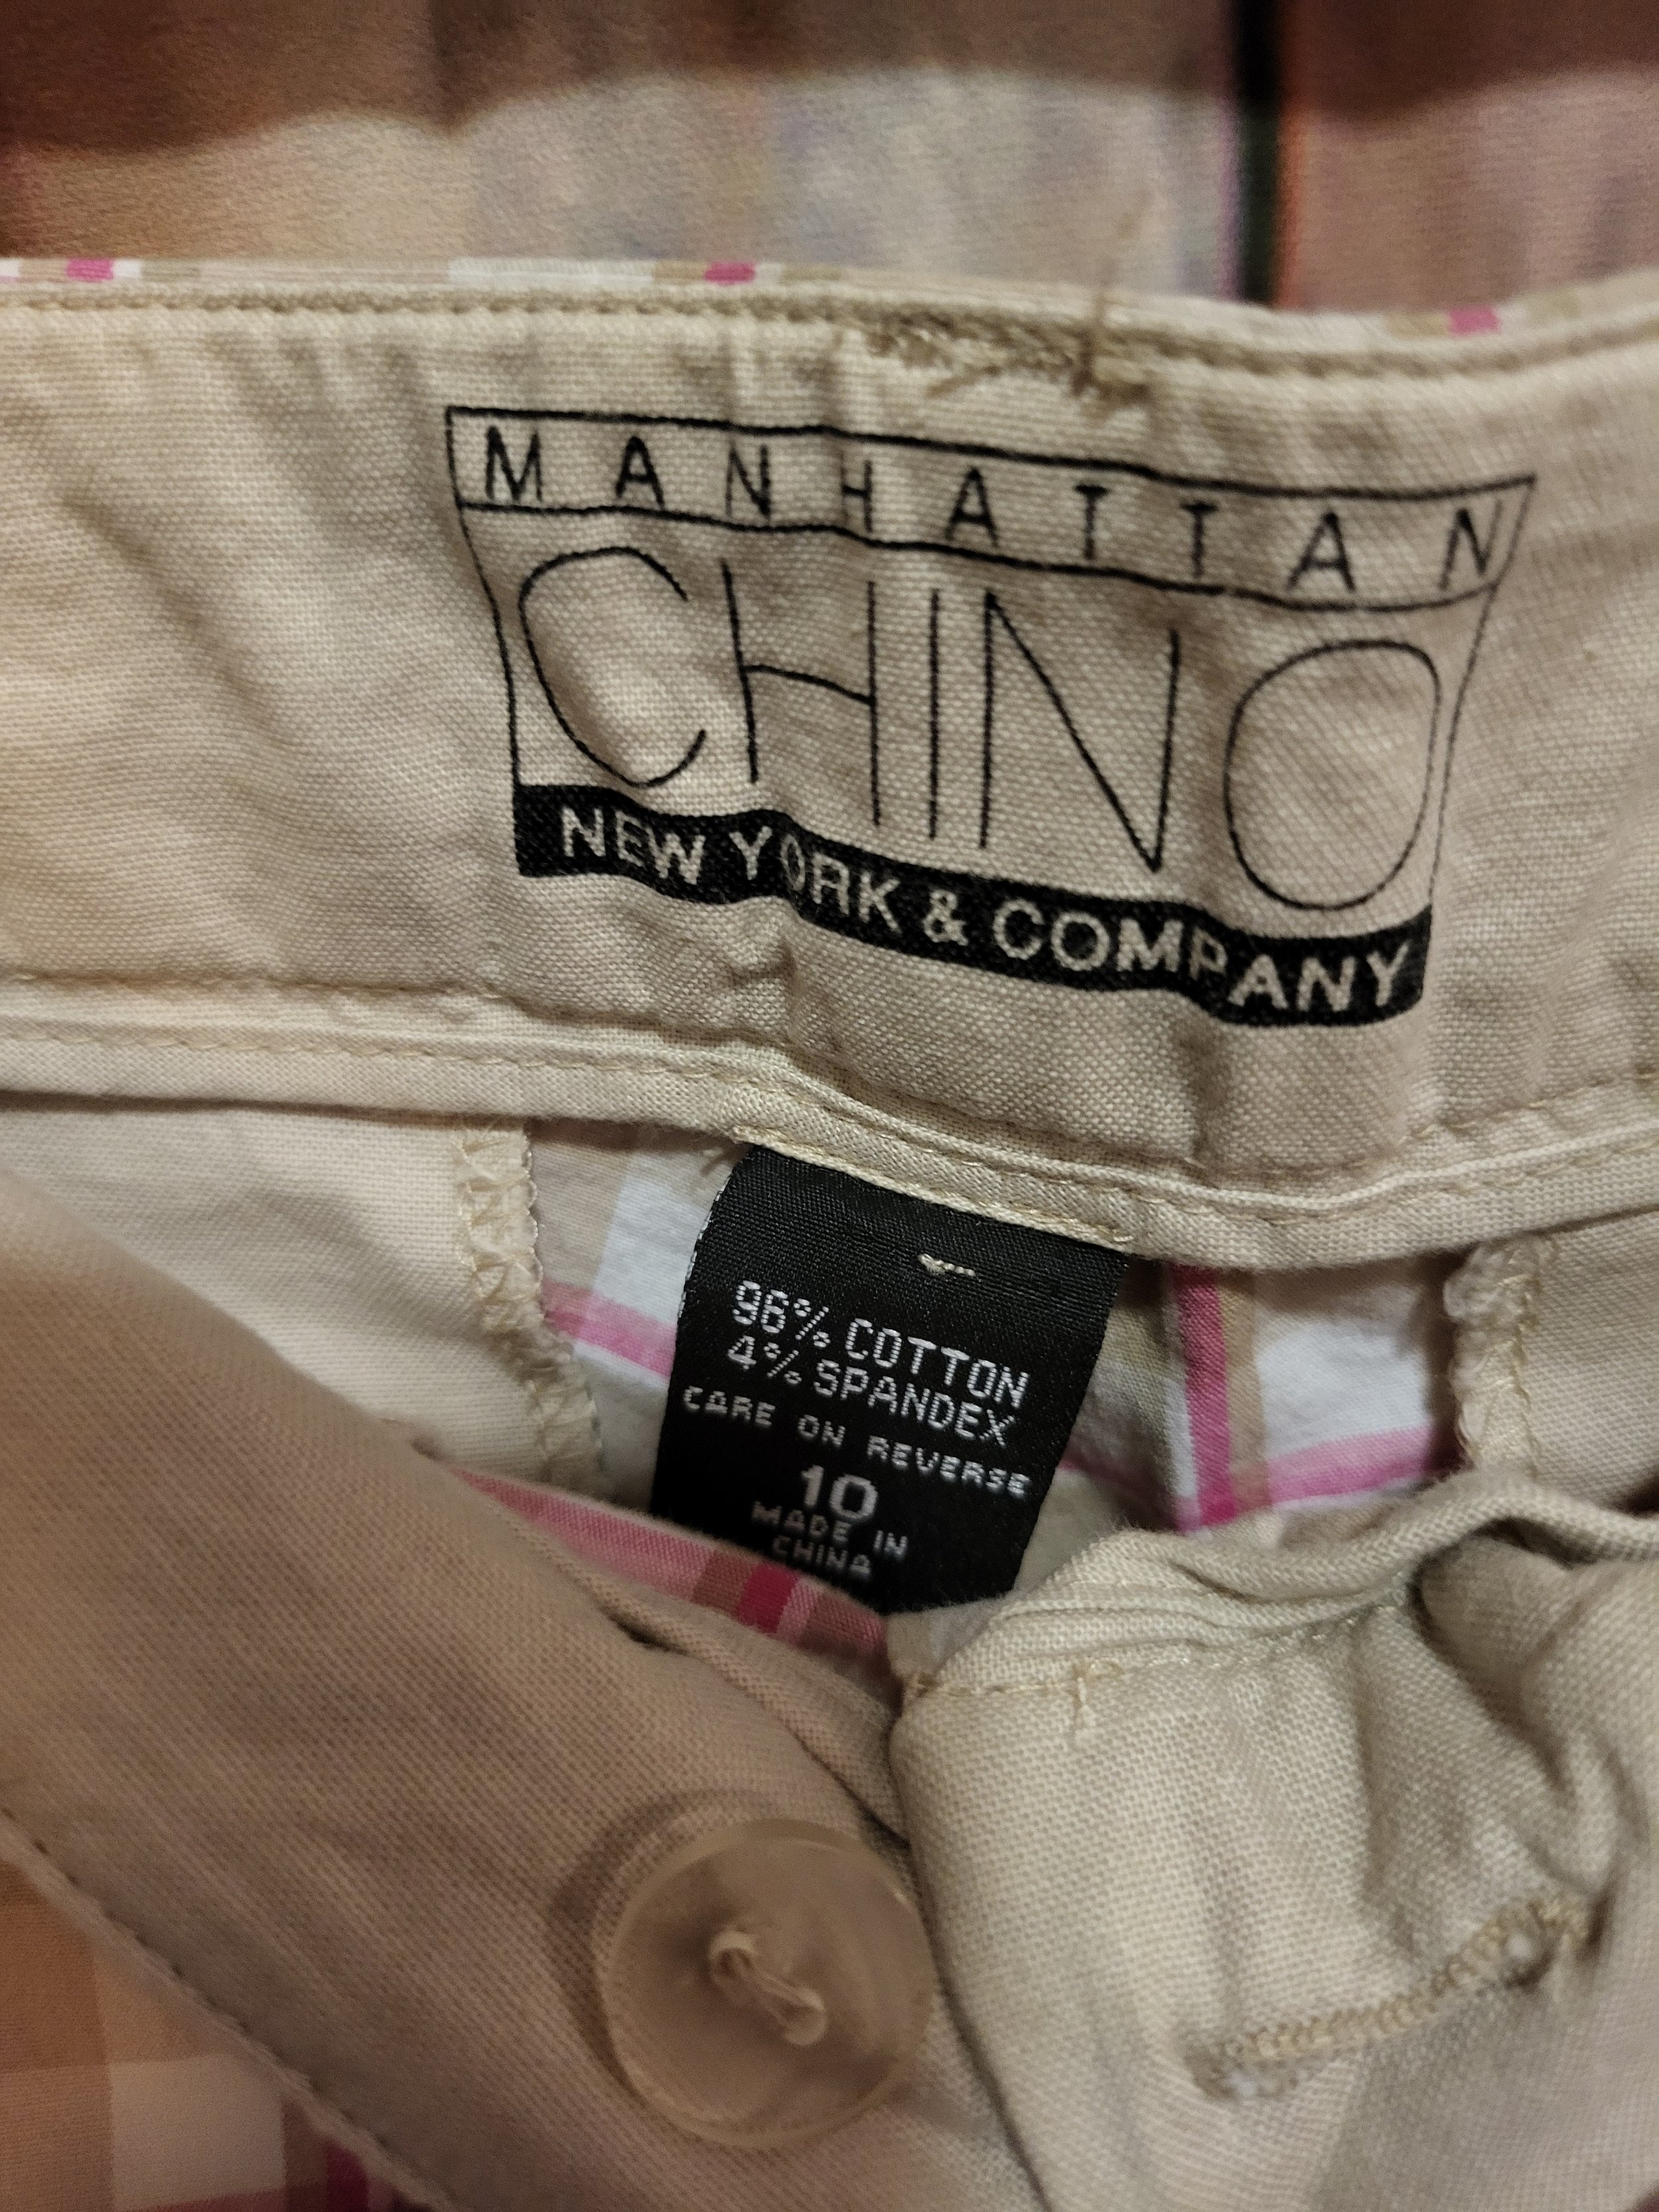 MANHATTAN
CHINO
NEW YORK & COMPANY
96% COTTON
4% SPANDEX
CARE ON REVERSE
10
MADE IN
CHINA